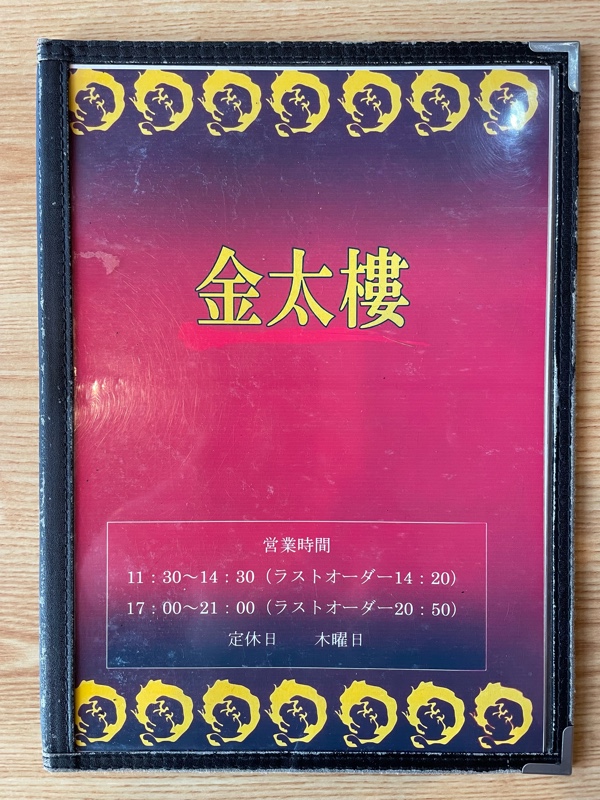 金太樓
営業時間
11：30～14：30（ラストオーダー14：20）
17：00～21：00（ラストオーダー20：50）
定休日　　木曜日